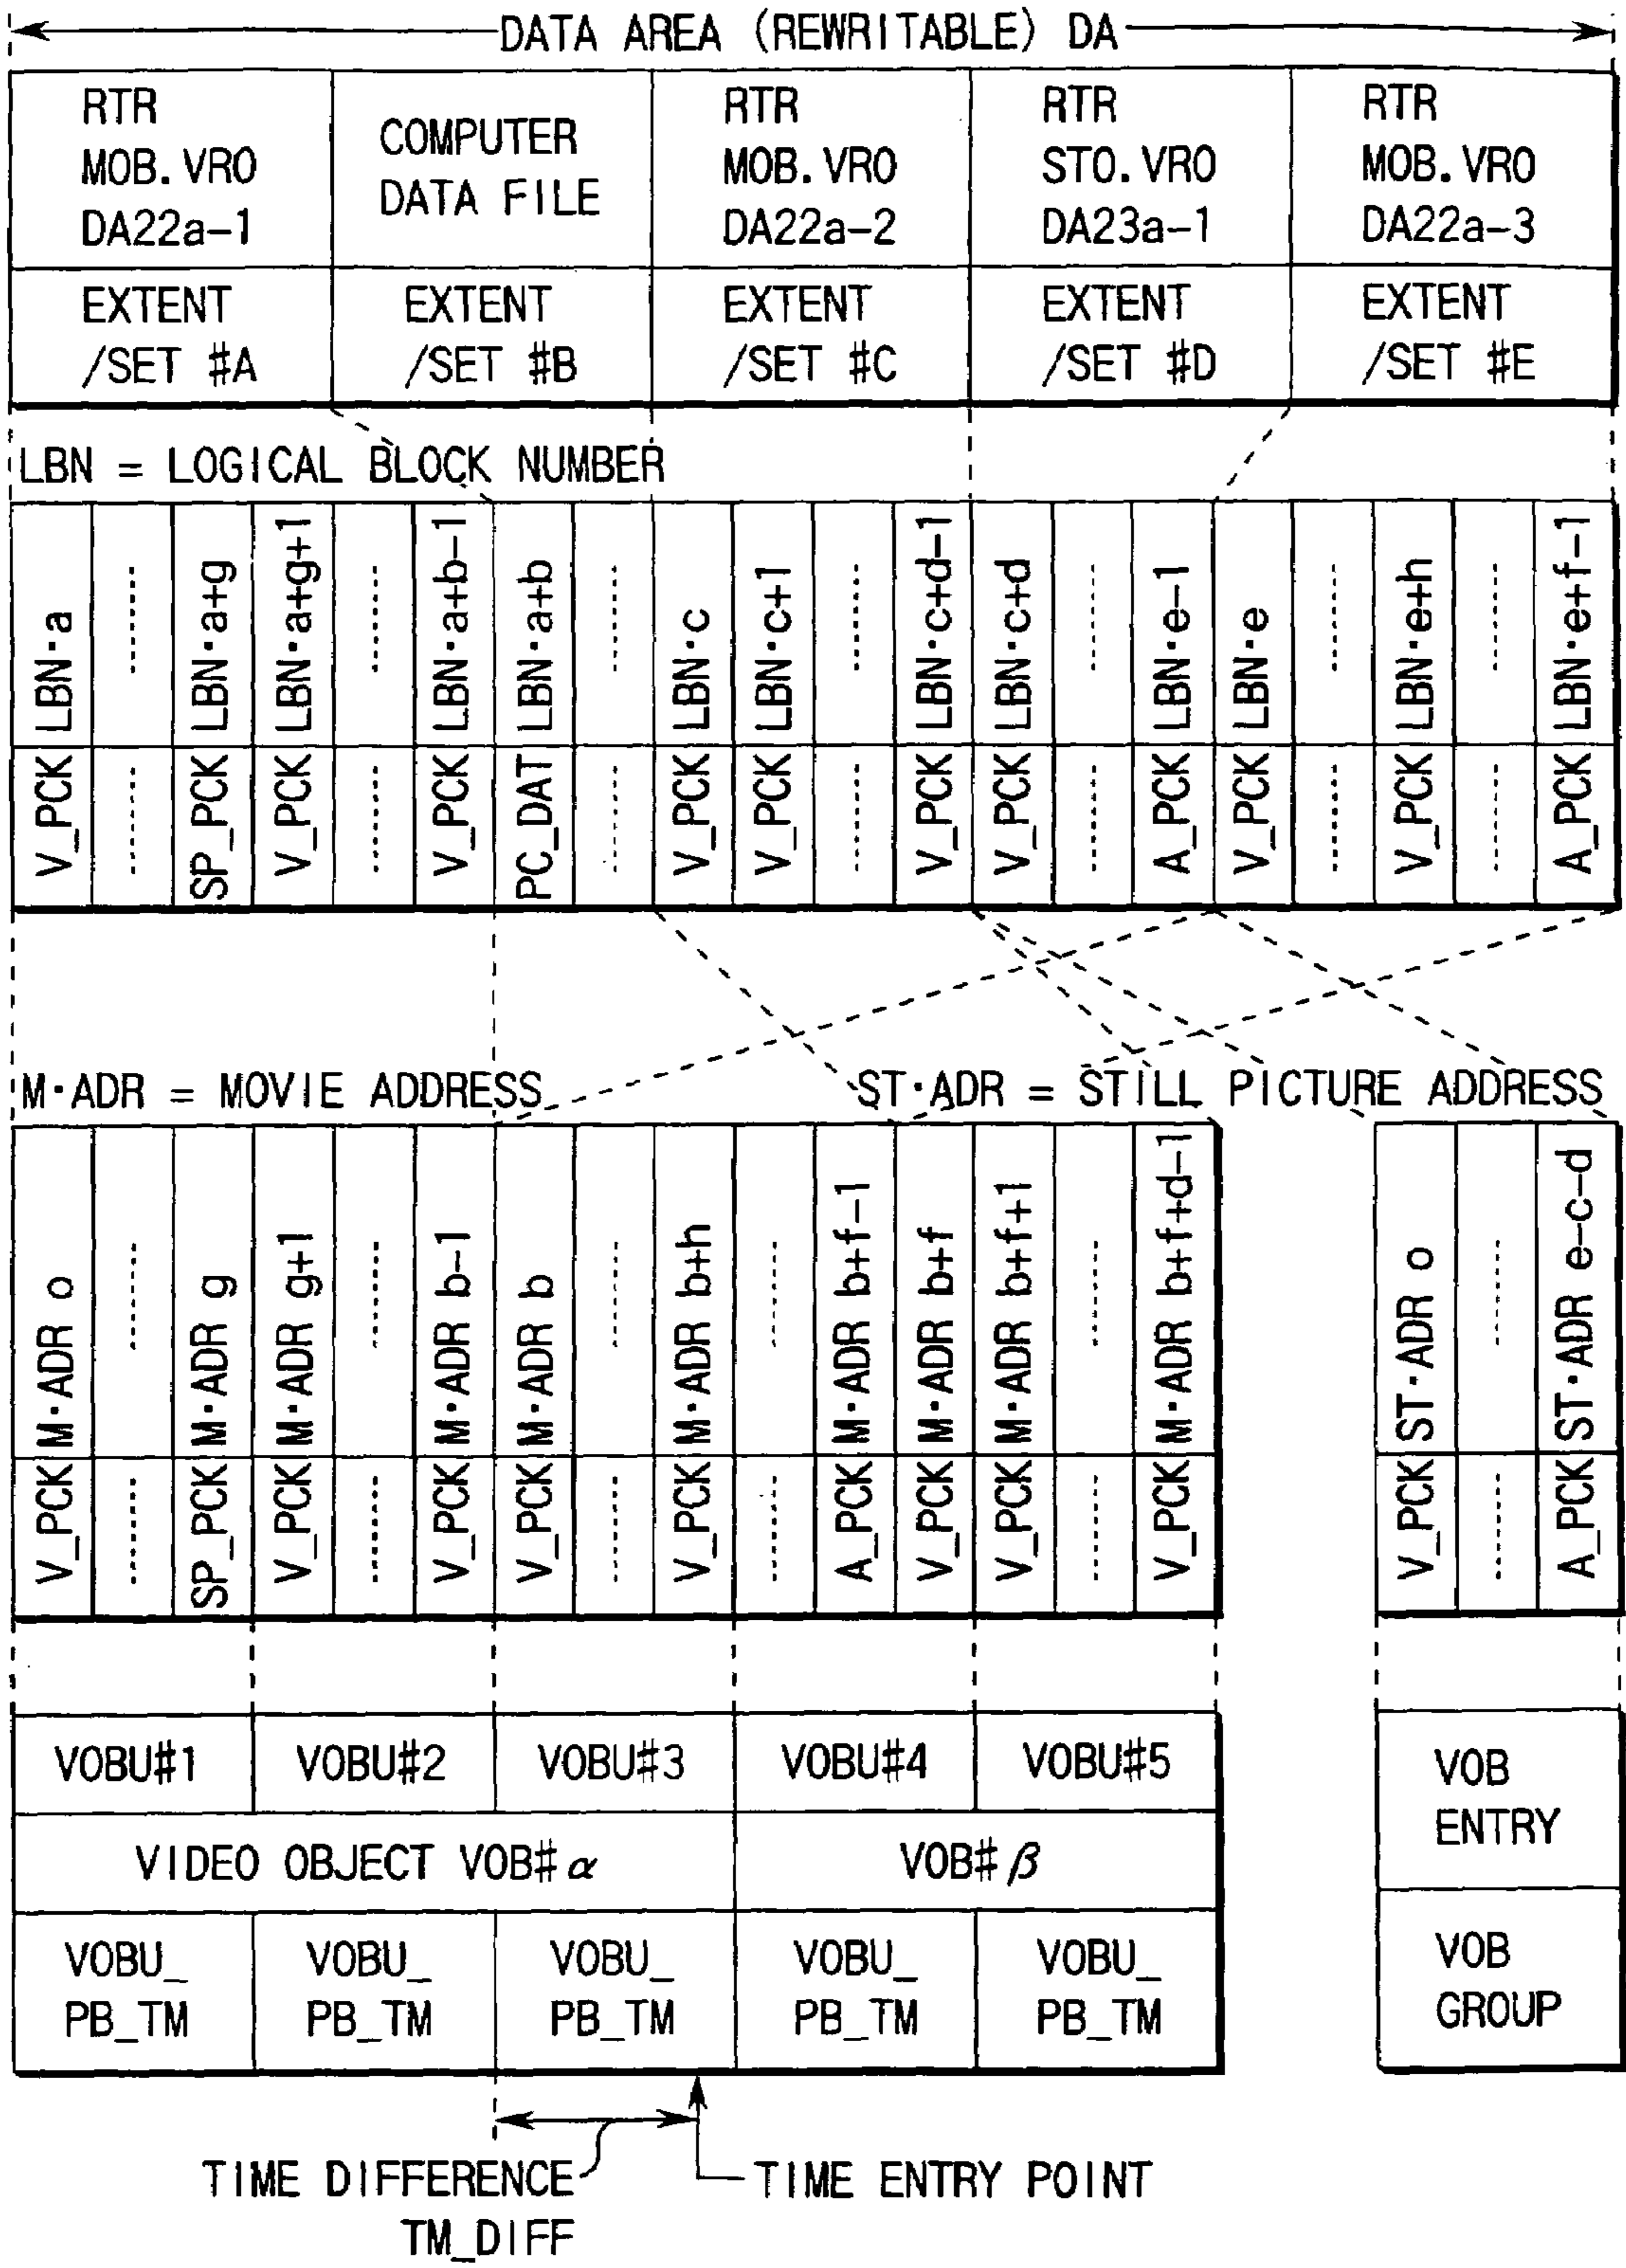 DATA AREA (REWRITABLE) DA
RTR
MOB.VRO
DA22a-1
COMPUTER
DATA FILE
RTR
MOB.VRO
DA22a-2
RTR
STO.VRO
DA23a-1
RTR
MOB.VRO
DA22a-3
EXTENT
/SET #A
EXTENT
/SET #B
EXTENT
/SET #C
EXTENT
/SET #D
EXTENT
/SET #E
LBN = LOGICAL BLOCK NUMBER
V_PCK LBN·a
SP_PCK LBN·a+g
V_PCK LBN·a+g+1
V_PCK LBN·a+b-1
PC_DAT LBN·a+b
V_PCK LBN·c
V_PCK LBN·c+1
V_PCK LBN·c+d-1
V_PCK LBN·c+d
A_PCK LBN·e-1
V_PCK LBN·e
V_PCK LBN·e+h
A_PCK LBN·e+f-1
M·ADR = MOVIE ADDRESS
ST·ADR = STILL PICTURE ADDRESS
V_PCK M·ADR o
SP_PCK M·ADR g
V_PCK M·ADR g+1
V_PCK M·ADR b-1
V_PCK M·ADR b
V_PCK M·ADR b+h
A_PCK M·ADR b+f-1
V_PCK M·ADR b+f
V_PCK M·ADR b+f+1
V_PCK M·ADR b+f+d-1
V_PCK ST·ADR o
A_PCK ST·ADR e-c-d
VOBU#1
VOBU#2
VOBU#3
VOBU#4
VOBU#5
VIDEO OBJECT VOB#α
VOB#β
VOBU_
PB_TM
VOBU_
PB_TM
VOBU_
PB_TM
VOBU_
PB_TM
VOBU_
PB_TM
VOB
ENTRY
VOB
GROUP
TIME DIFFERENCE
TM_DIFF
TIME ENTRY POINT